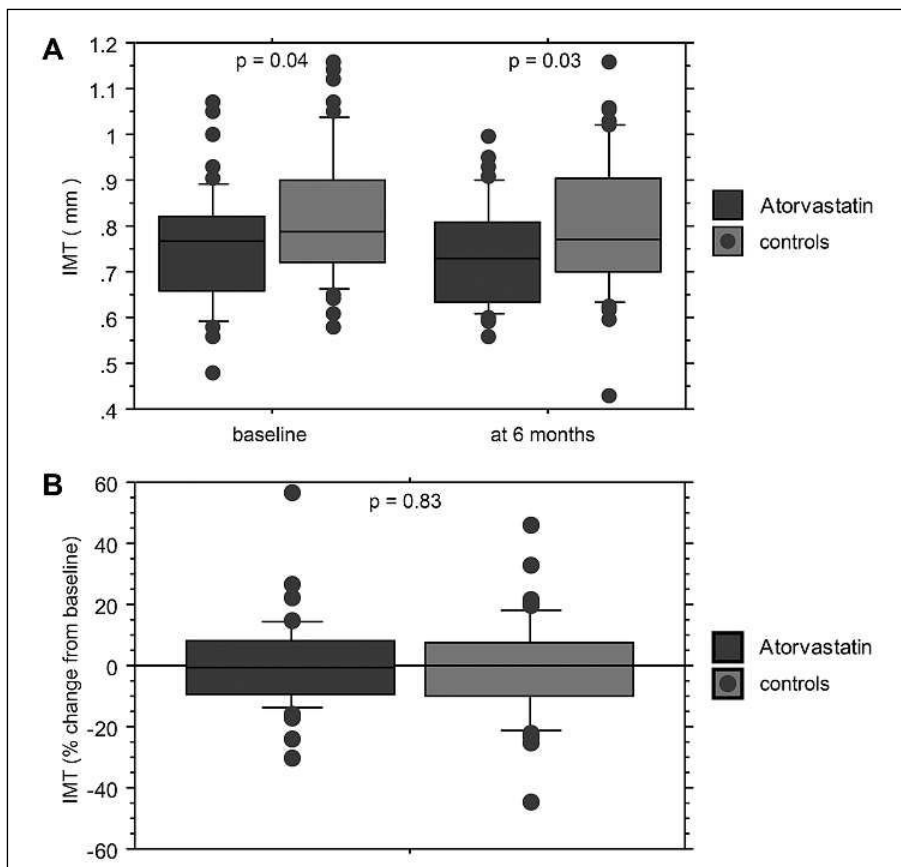 A
1.2
p = 0.04
p = 0.03
1.1
1
.9
.8
.7
.6
.5
.4
IMT ( mm )
baseline
at 6 months
Atorvastatin
controls
B
60
p = 0.83
40
20
0
-20
-40
-60
IMT (% change from baseline)
Atorvastatin
controls